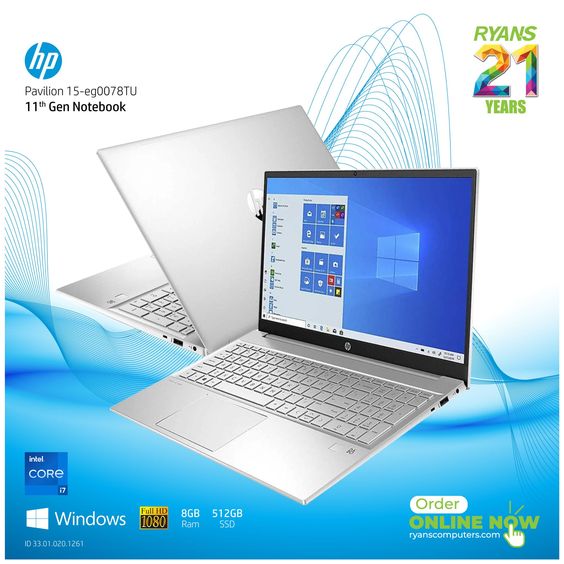 hp
Pavilion 15-eg0078TU
11th Gen Notebook
RYANS
21
YEARS
hp
intel
CORE
i7
Windows
Full HD
1080
8GB
Ram
512GB
SSD
ID 33.01.020.1261
Order
ONLINE NOW
ryanscomputers.com